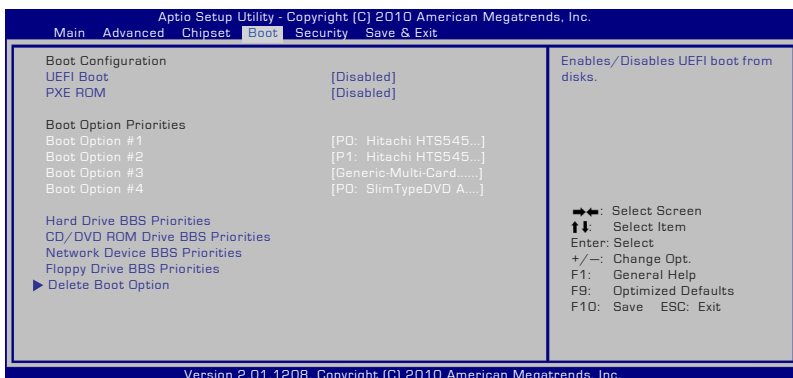 Aptio Setup Utility - Copyright (C) 2010 American Megatrends, Inc.
Main Advanced Chipset Boot Security Save & Exit
Boot Configuration
UEFI Boot [Disabled]
PXE ROM [Disabled]
Boot Option Priorities
Boot Option #1 [P0: Hitachi HTS545...]
Boot Option #2 [P1: Hitachi HTS545...]
Boot Option #3 [Generic-Multi-Card......]
Boot Option #4 [P0: SlimTypeDVD A....]
Hard Drive BBS Priorities
CD/DVD ROM Drive BBS Priorities
Network Device BBS Priorities
Floppy Drive BBS Priorities
Delete Boot Option
Enables/Disables UEFI boot from
disks.
→←: Select Screen
↑↓: Select Item
Enter: Select
+/—: Change Opt.
F1: General Help
F9: Optimized Defaults
F10: Save ESC: Exit
Version 2.01.1208. Copyright (C) 2010 American Megatrends, Inc.